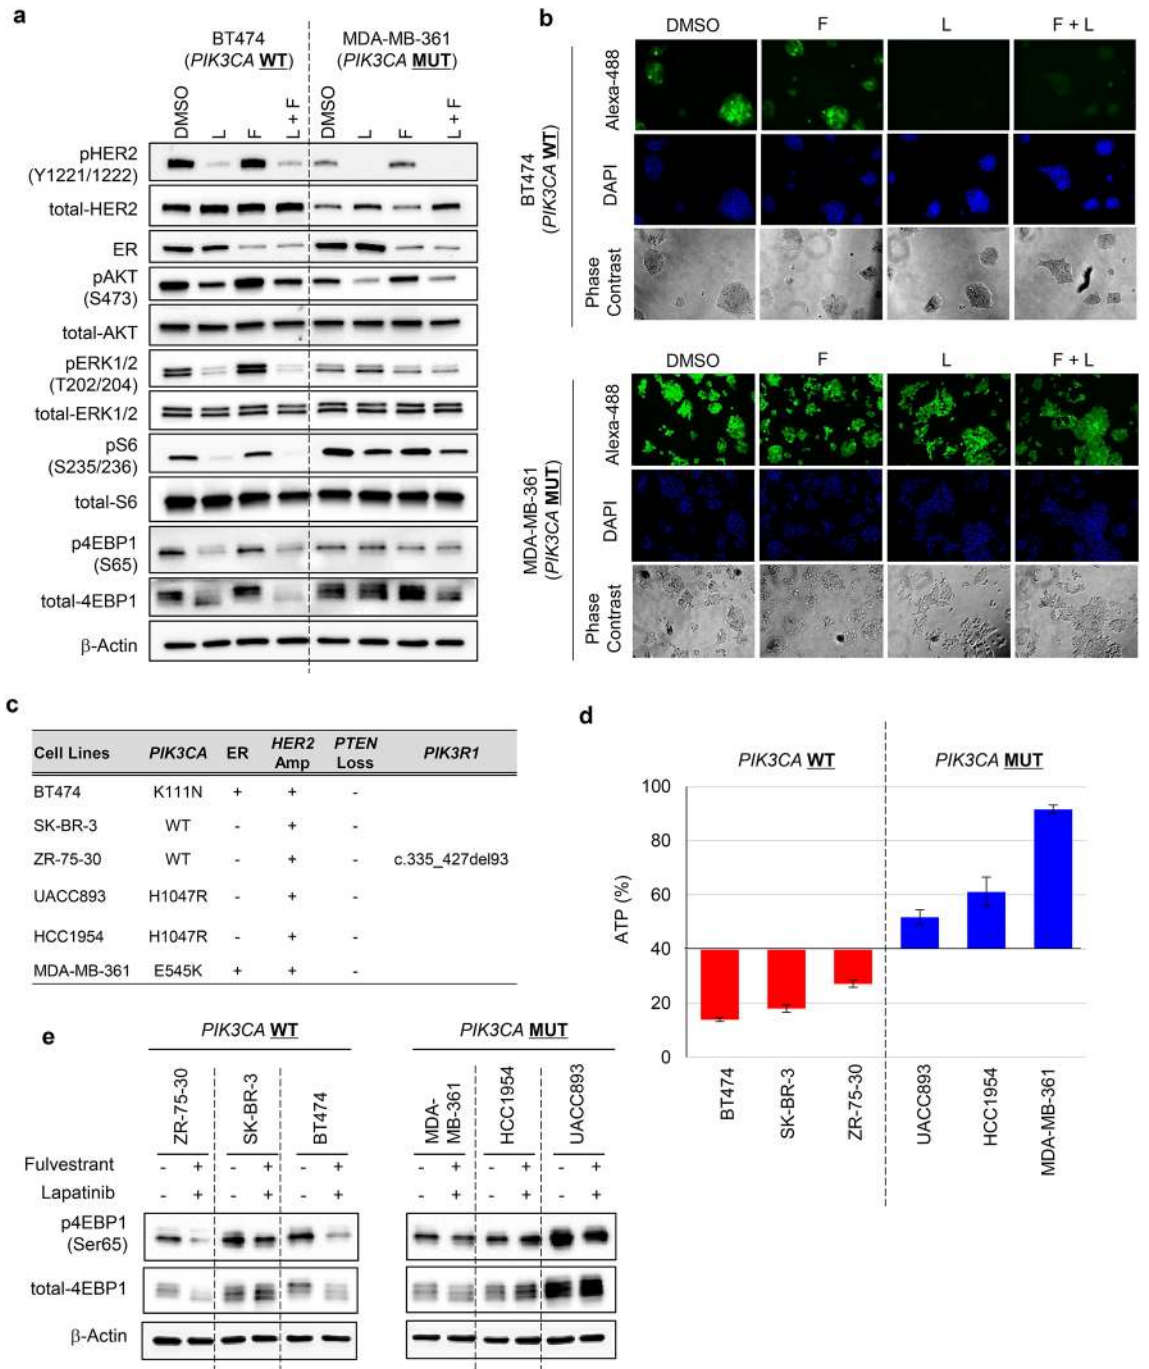 a
BT474
(PIK3CA WT)
MDA-MB-361
(PIK3CA MUT)
DMSO
L
F
L + F
DMSO
L
F
L + F
pHER2
(Y1221/1222)
total-HER2
ER
pAKT
(S473)
total-AKT
pERK1/2
(T202/204)
total-ERK1/2
pS6
(S235/236)
total-S6
p4EBP1
(S65)
total-4EBP1
β-Actin
b
DMSO F L F + L
BT474
(PIK3CA WT)
Alexa-488
DAPI
Phase
Contrast
DMSO F L F + L
MDA-MB-361
(PIK3CA MUT)
Alexa-488
DAPI
Phase
Contrast
c
Cell Lines PIK3CA ER HER2 Amp PTEN Loss PIK3R1
BT474 K111N + + -
SK-BR-3 WT - + -
ZR-75-30 WT - + - c.335_427del93
UACC893 H1047R - + -
HCC1954 H1047R - + -
MDA-MB-361 E545K + + -
d
PIK3CA WT PIK3CA MUT
ATP (%)
100
80
60
40
20
0
BT474
SK-BR-3
ZR-75-30
UACC893
HCC1954
MDA-MB-361
e
PIK3CA WT PIK3CA MUT
ZR-75-30
SK-BR-3
BT474
MDA-
MB-361
HCC1954
UACC893
Fulvestrant - + - + - + - + - + - +
Lapatinib - + - + - + - + - + - +
p4EBP1
(Ser65)
total-4EBP1
β-Actin